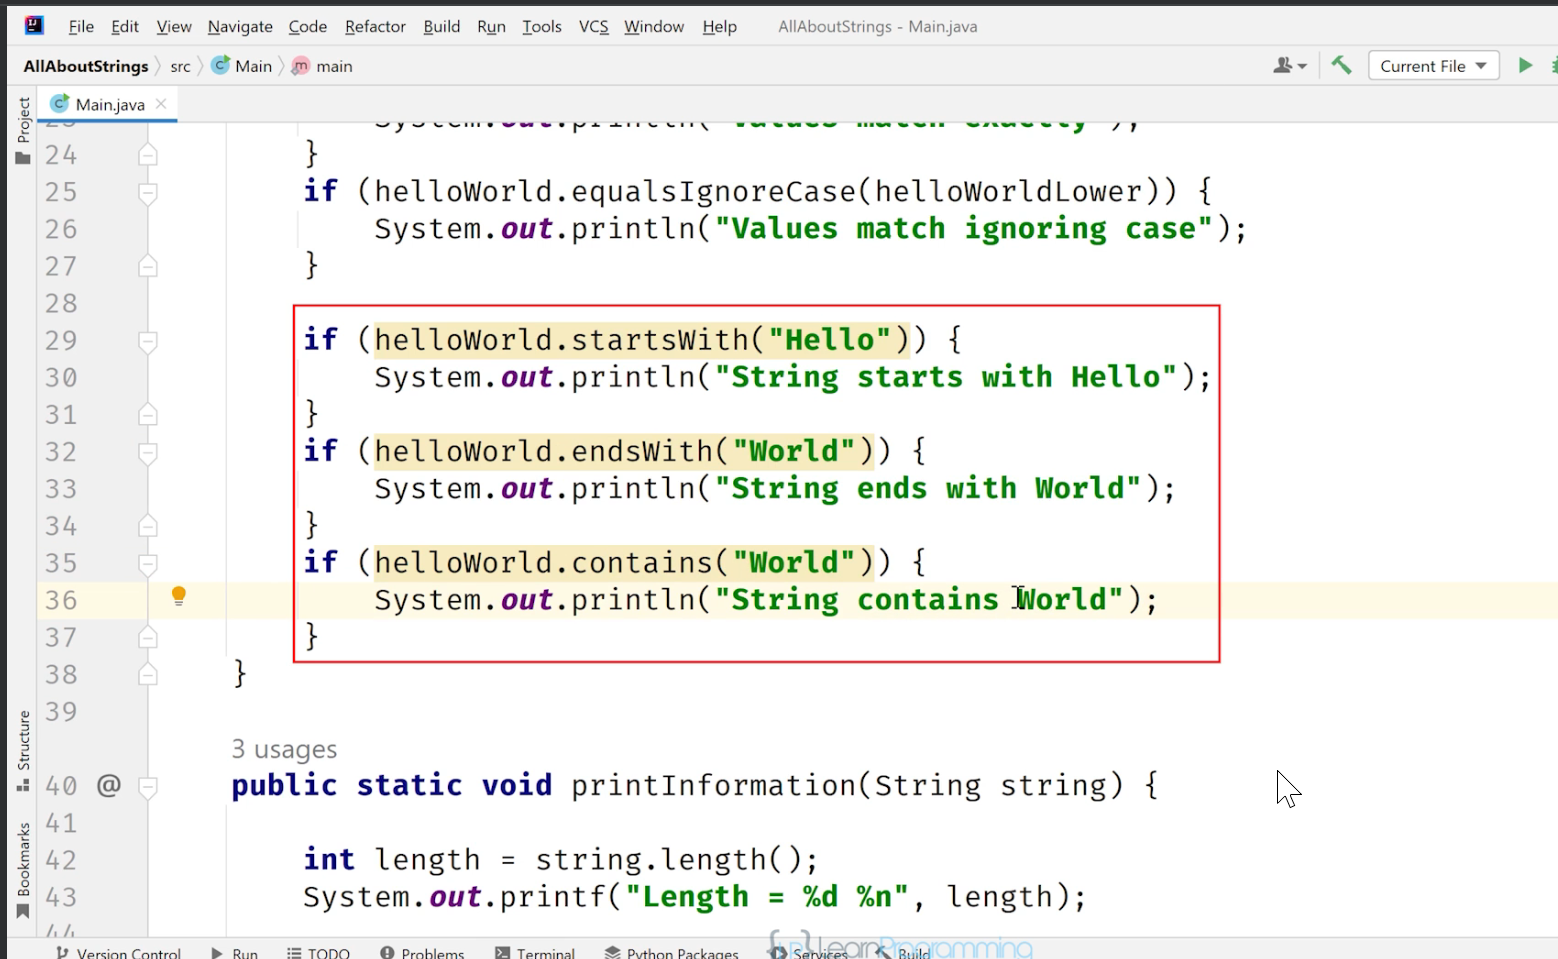 File Edit View Navigate Code Refactor Build Run Tools VCS Window Help AllAboutStrings - Main.java
AllAboutStrings src Main main Current File
Project
Main.java
System.out.println("Values match exactly");
24 }
25 if (helloWorld.equalsIgnoreCase(helloWorldLower)) {
26 System.out.println("Values match ignoring case");
27 }
28
29 if (helloWorld.startsWith("Hello")) {
30 System.out.println("String starts with Hello");
31 }
32 if (helloWorld.endsWith("World")) {
33 System.out.println("String ends with World");
34 }
35 if (helloWorld.contains("World")) {
36 System.out.println("String contains World");
37 }
38 }
39
3 usages
40 @ public static void printInformation(String string) {
41
42 int length = string.length();
43 System.out.printf("Length = %d %n", length);
44
Structure
Bookmarks
Version Control Run TODO Problems Terminal Python Packages Services Build
LearnProgramming